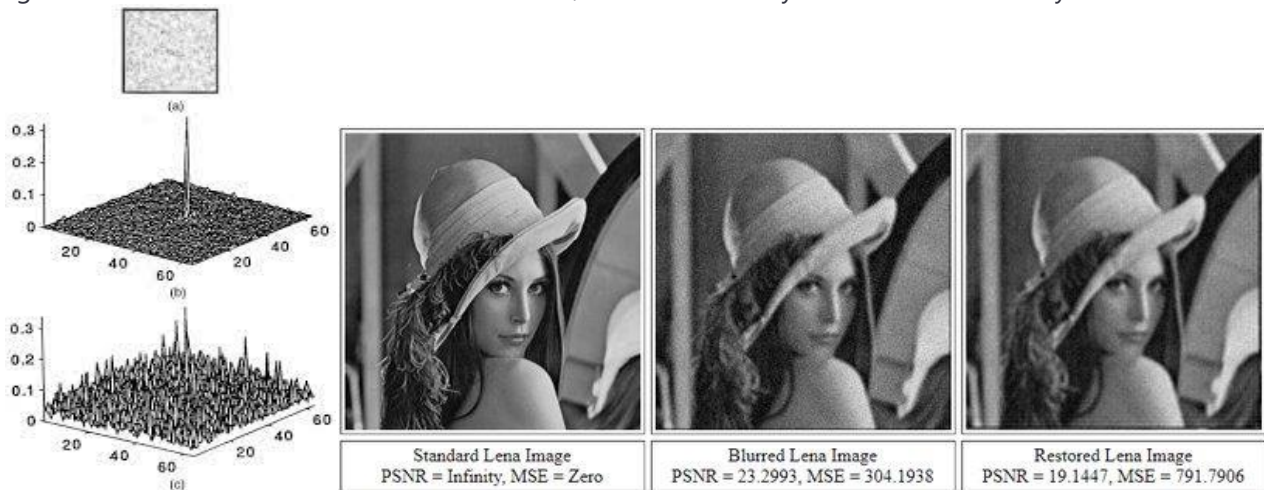 (a)
0.3
0.2
0.1
0
20
40
60
20
40
60
(b)
0.3
0.2
0.1
0
20
40
60
20
40
60
(c)
Standard Lena Image
PSNR = Infinity, MSE = Zero
Blurred Lena Image
PSNR = 23.2993, MSE = 304.1938
Restored Lena Image
PSNR = 19.1447, MSE = 791.7906